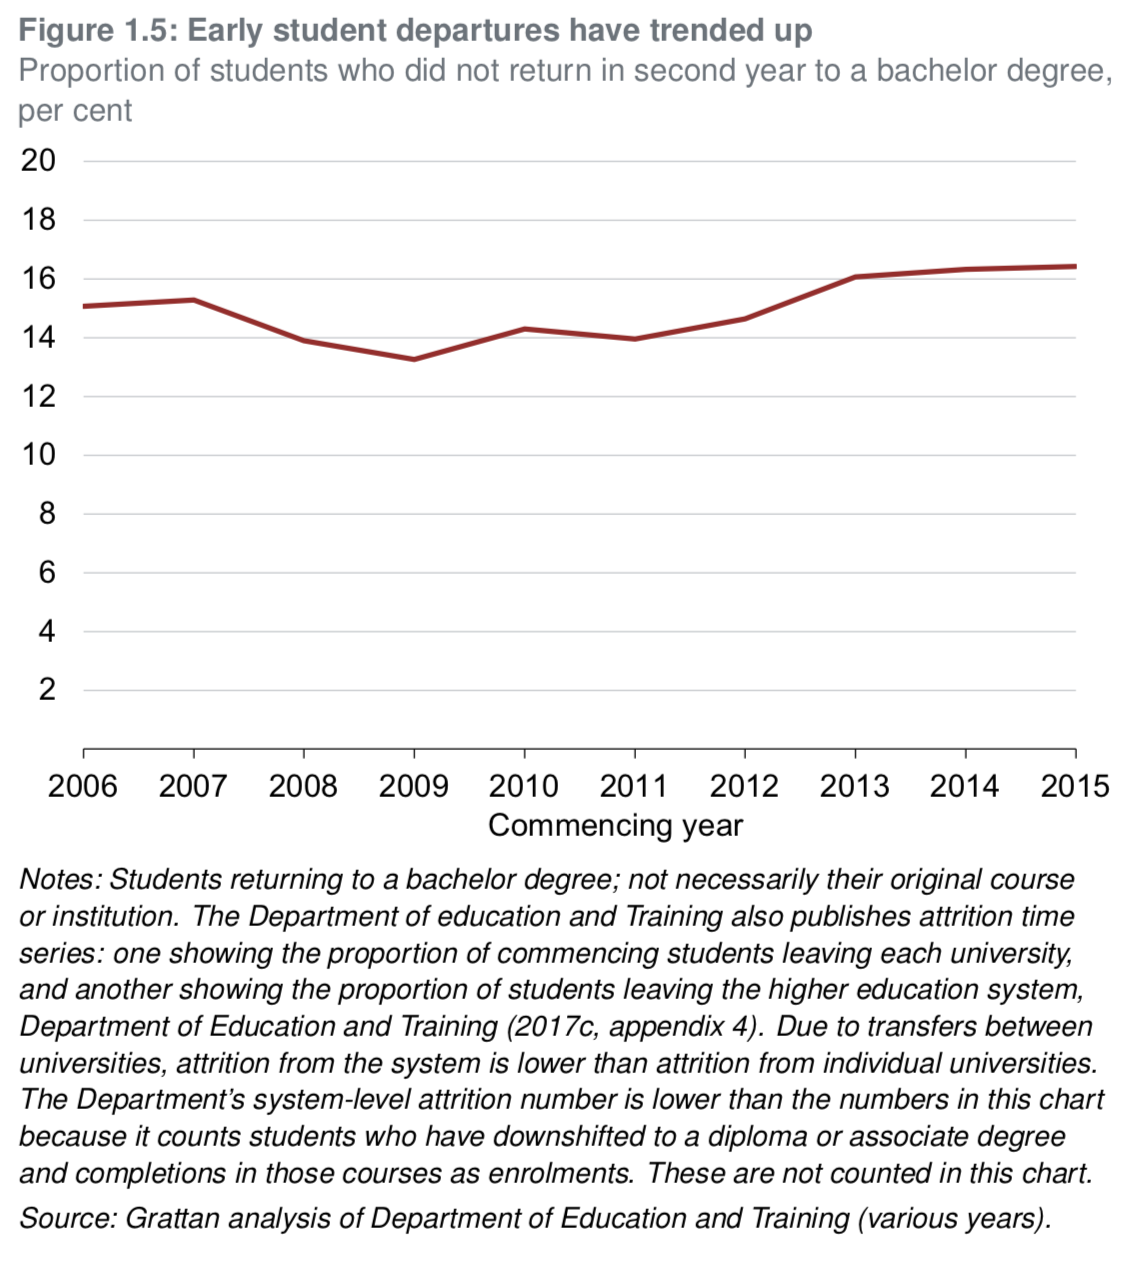 Figure 1.5: Early student departures have trended up
Proportion of students who did not return in second year to a bachelor degree,
per cent
20
18
16
14
12
10
8
6
4
2
2006 2007 2008 2009 2010 2011 2012 2013 2014 2015
Commencing year
Notes: Students returning to a bachelor degree; not necessarily their original course
or institution. The Department of education and Training also publishes attrition time
series: one showing the proportion of commencing students leaving each university,
and another showing the proportion of students leaving the higher education system,
Department of Education and Training (2017c, appendix 4). Due to transfers between
universities, attrition from the system is lower than attrition from individual universities.
The Department's system-level attrition number is lower than the numbers in this chart
because it counts students who have downshifted to a diploma or associate degree
and completions in those courses as enrolments. These are not counted in this chart.
Source: Grattan analysis of Department of Education and Training (various years).